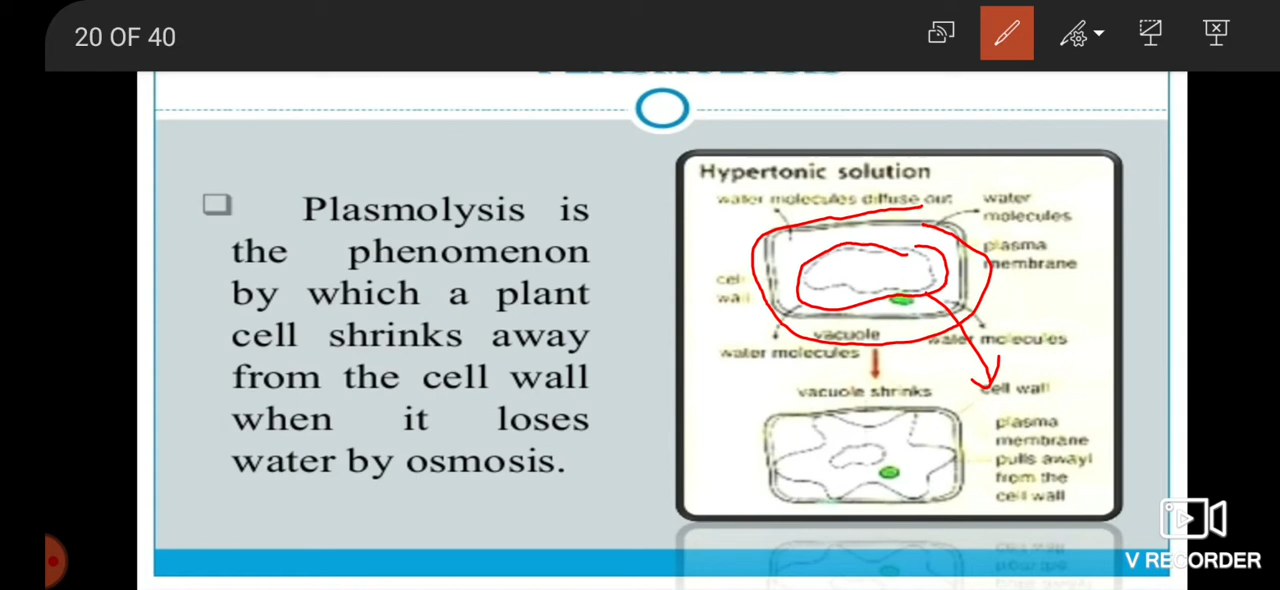 20 OF 40
PLASMOLYSIS
Plasmolysis is
the phenomenon
by which a plant
cell shrinks away
from the cell wall
when it loses
water by osmosis.
Hypertonic solution
water molecules diffuse out
water
molecules
plasma
membrane
cell
wall
vacuole
water molecules
water molecules
vacuole shrinks
cell wall
plasma
membrane
pulls away
from the
cell wall
V RECORDER